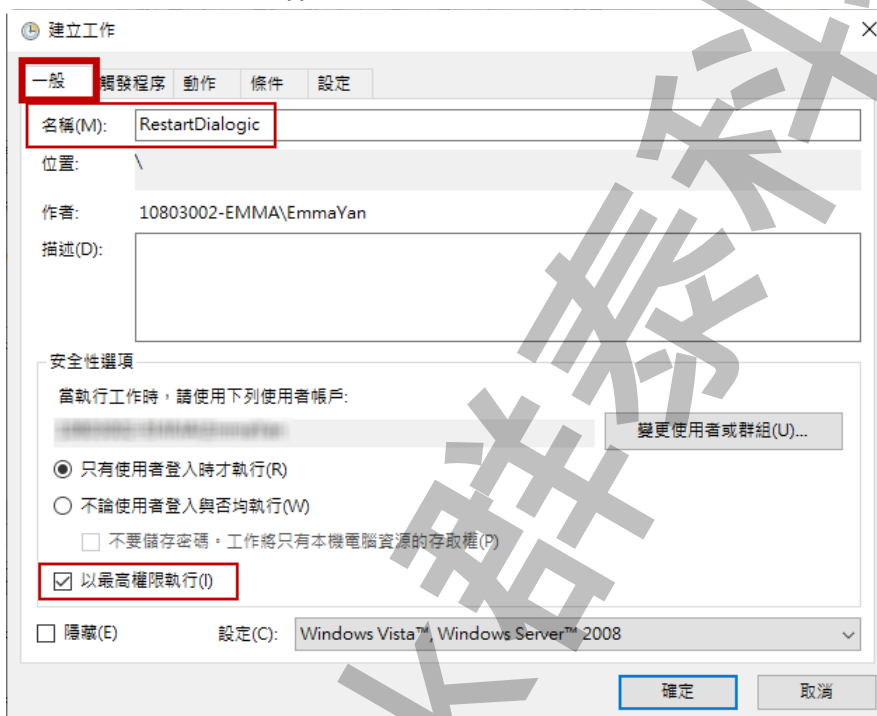 建立工作
一般 觸發程序 動作 條件 設定
名稱(M): RestartDialogic
位置: \
作者: 10803002-EMMA\EmmaYan
描述(D):
安全性選項
當執行工作時，請使用下列使用者帳戶:
變更使用者或群組(U)...
只有使用者登入時才執行(R)
不論使用者登入與否均執行(W)
不要儲存密碼。工作將只有本機電腦資源的存取權(P)
以最高權限執行(I)
隱藏(E) 設定(C): Windows Vista™, Windows Server™ 2008
確定 取消